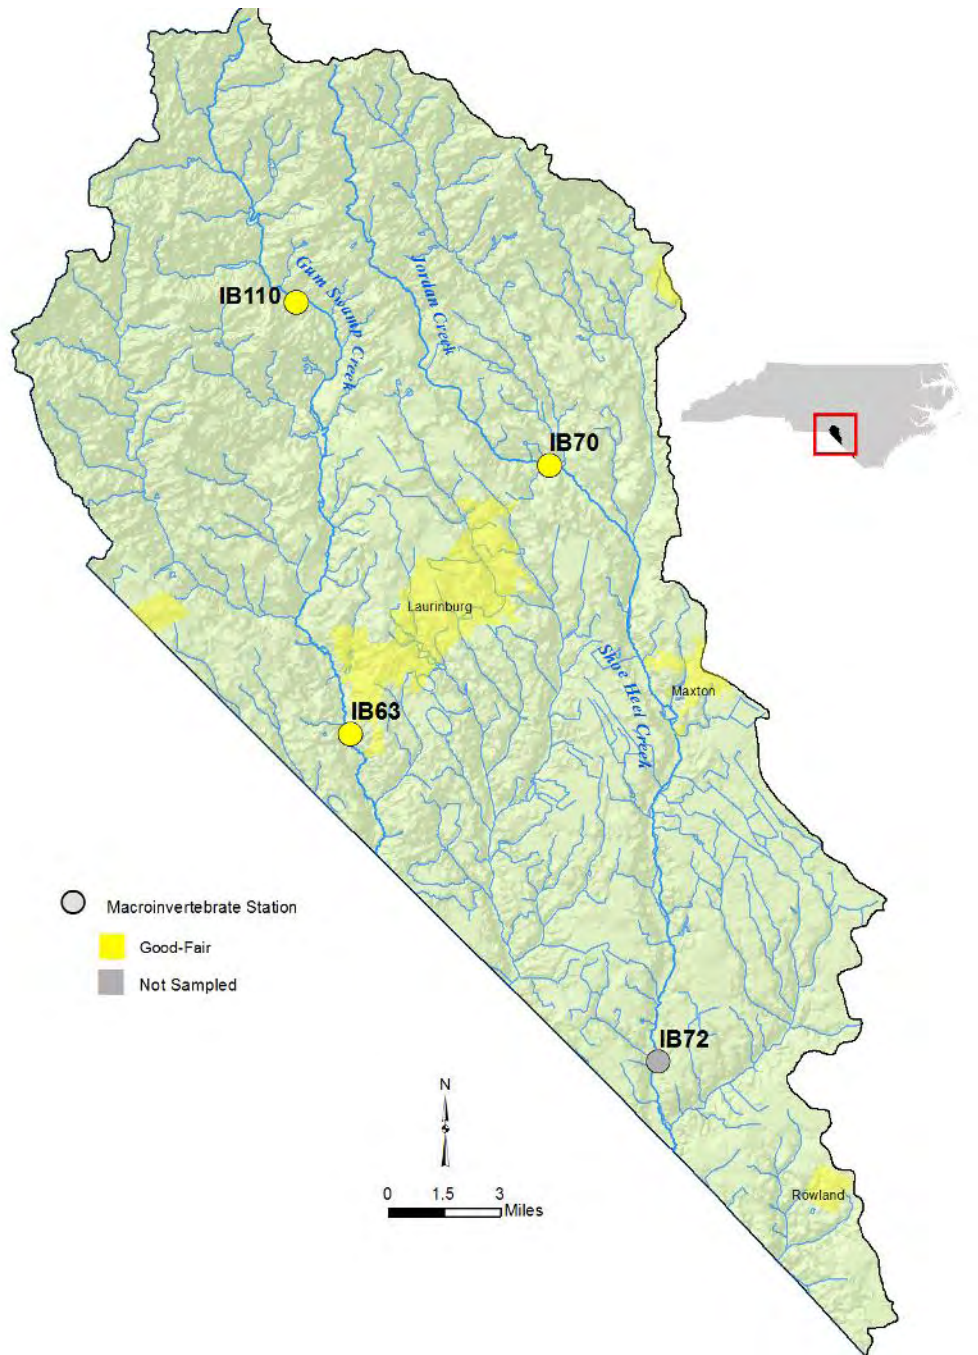 Gum Swamp Creek
Jordan Creek
IB110
IB70
Laurinburg
Shoe Heel Creek
Maxton
IB63
Macroinvertebrate Station
Good-Fair
Not Sampled
IB72
N
0 1.5 3
Miles
Rowland